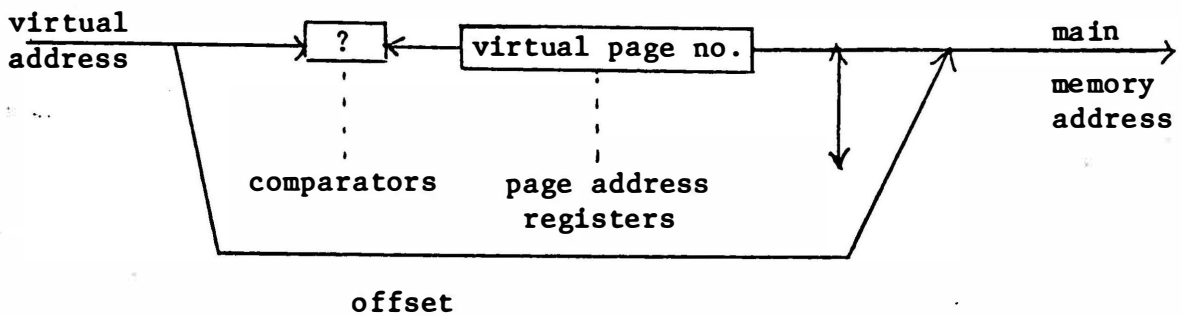 virtual
address
?
virtual page no.
main
memory
address
comparators
page address
registers
offset